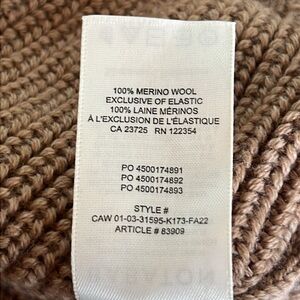 100% MERINO WOOL
EXCLUSIVE OF ELASTIC
100% LAINE MÉRINOS
À L'EXCLUSION DE L'ÉLASTIQUE
CA 23725 RN 122354
PO 4500174891
PO 4500174892
PO 4500174893
STYLE #
CAW 01-03-31595-K173-FA22
ARTICLE # 83909